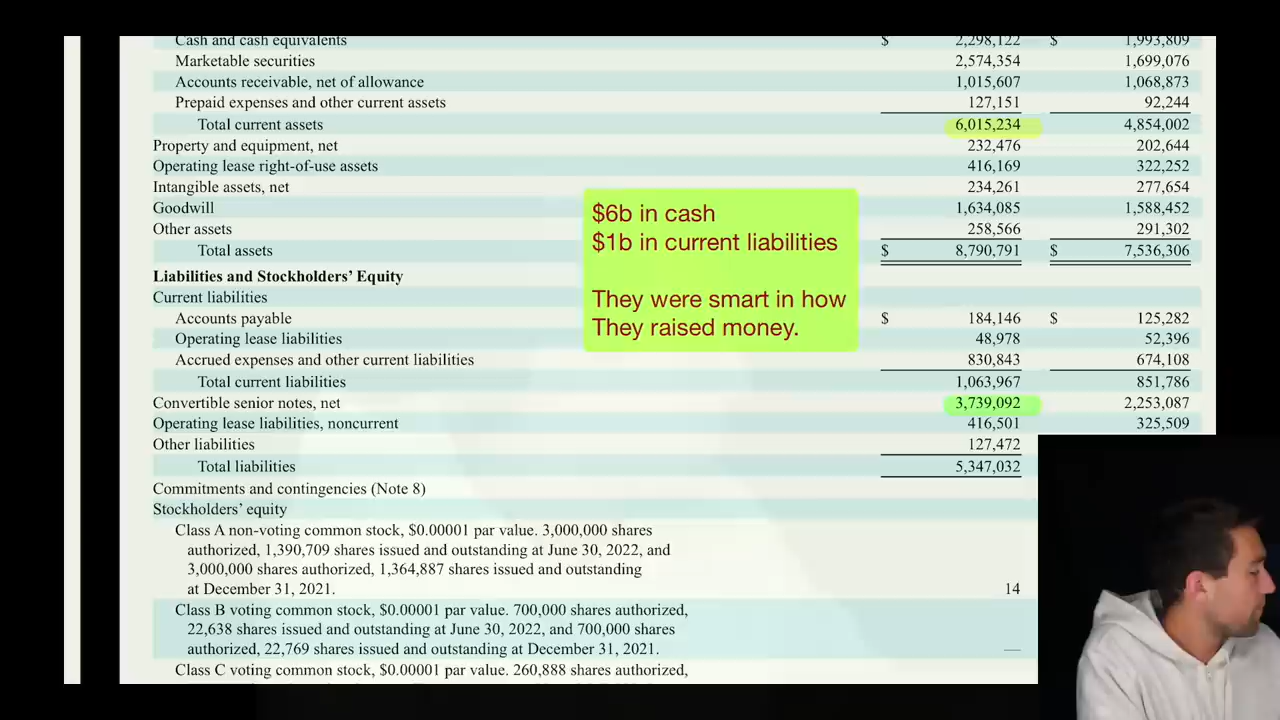 Cash and cash equivalents $ 2,298,122 $ 1,993,809
Marketable securities 2,574,354 1,699,076
Accounts receivable, net of allowance 1,015,607 1,068,873
Prepaid expenses and other current assets 127,151 92,244
Total current assets 6,015,234 4,854,002
Property and equipment, net 232,476 202,644
Operating lease right-of-use assets 416,169 322,252
Intangible assets, net 234,261 277,654
Goodwill 1,634,085 1,588,452
Other assets 258,566 291,302
Total assets $ 8,790,791 $ 7,536,306
$6b in cash
$1b in current liabilities
They were smart in how
They raised money.
Liabilities and Stockholders’ Equity
Current liabilities
Accounts payable $ 184,146 $ 125,282
Operating lease liabilities 48,978 52,396
Accrued expenses and other current liabilities 830,843 674,108
Total current liabilities 1,063,967 851,786
Convertible senior notes, net 3,739,092 2,253,087
Operating lease liabilities, noncurrent 416,501 325,509
Other liabilities 127,472
Total liabilities 5,347,032
Commitments and contingencies (Note 8)
Stockholders’ equity
Class A non-voting common stock, $0.00001 par value. 3,000,000 shares
authorized, 1,390,709 shares issued and outstanding at June 30, 2022, and
3,000,000 shares authorized, 1,364,887 shares issued and outstanding
at December 31, 2021. 14
Class B voting common stock, $0.00001 par value. 700,000 shares authorized,
22,638 shares issued and outstanding at June 30, 2022, and 700,000 shares
authorized, 22,769 shares issued and outstanding at December 31, 2021. —
Class C voting common stock, $0.00001 par value. 260,888 shares authorized,